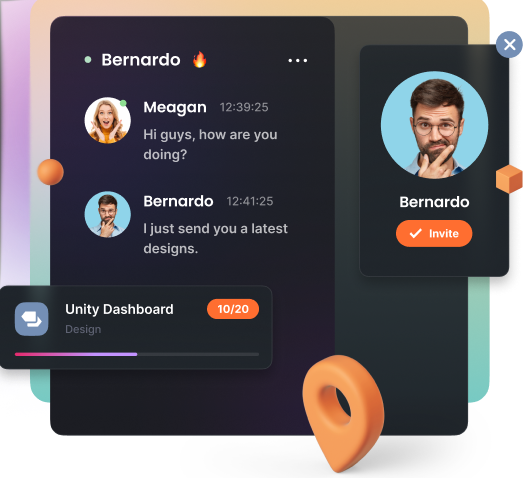 Bernardo 🔥
Meagan 12:39:25
Hi guys, how are you
doing?
Bernardo 12:41:25
I just send you a latest
designs.
Bernardo
Invite
Unity Dashboard 10/20
Design